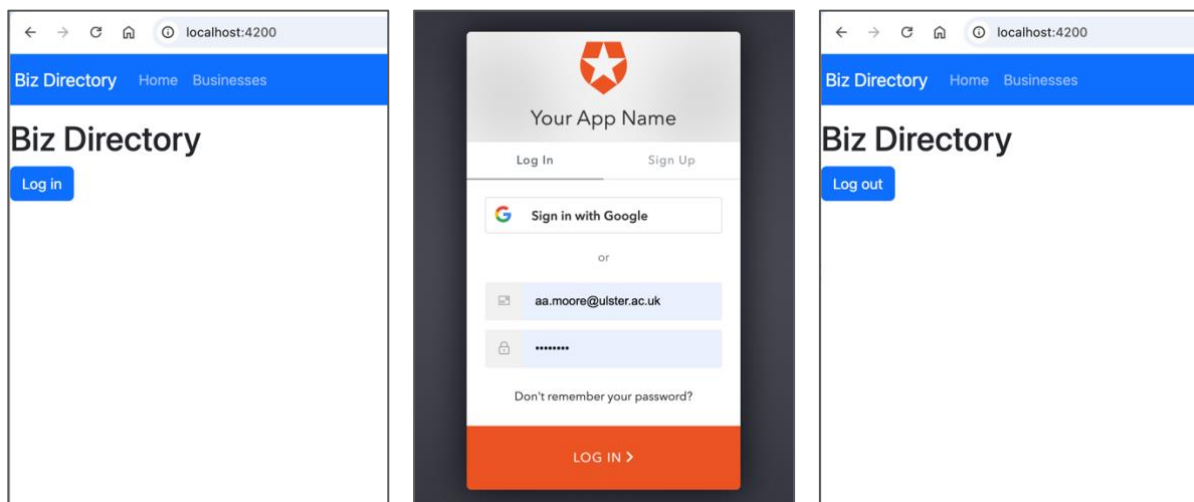 localhost:4200
Biz Directory Home Businesses
Biz Directory
Log in
Your App Name
Log In Sign Up
Sign in with Google
or
aa.moore@ulster.ac.uk
••••••••
Don't remember your password?
LOG IN >
localhost:4200
Biz Directory Home Businesses
Biz Directory
Log out